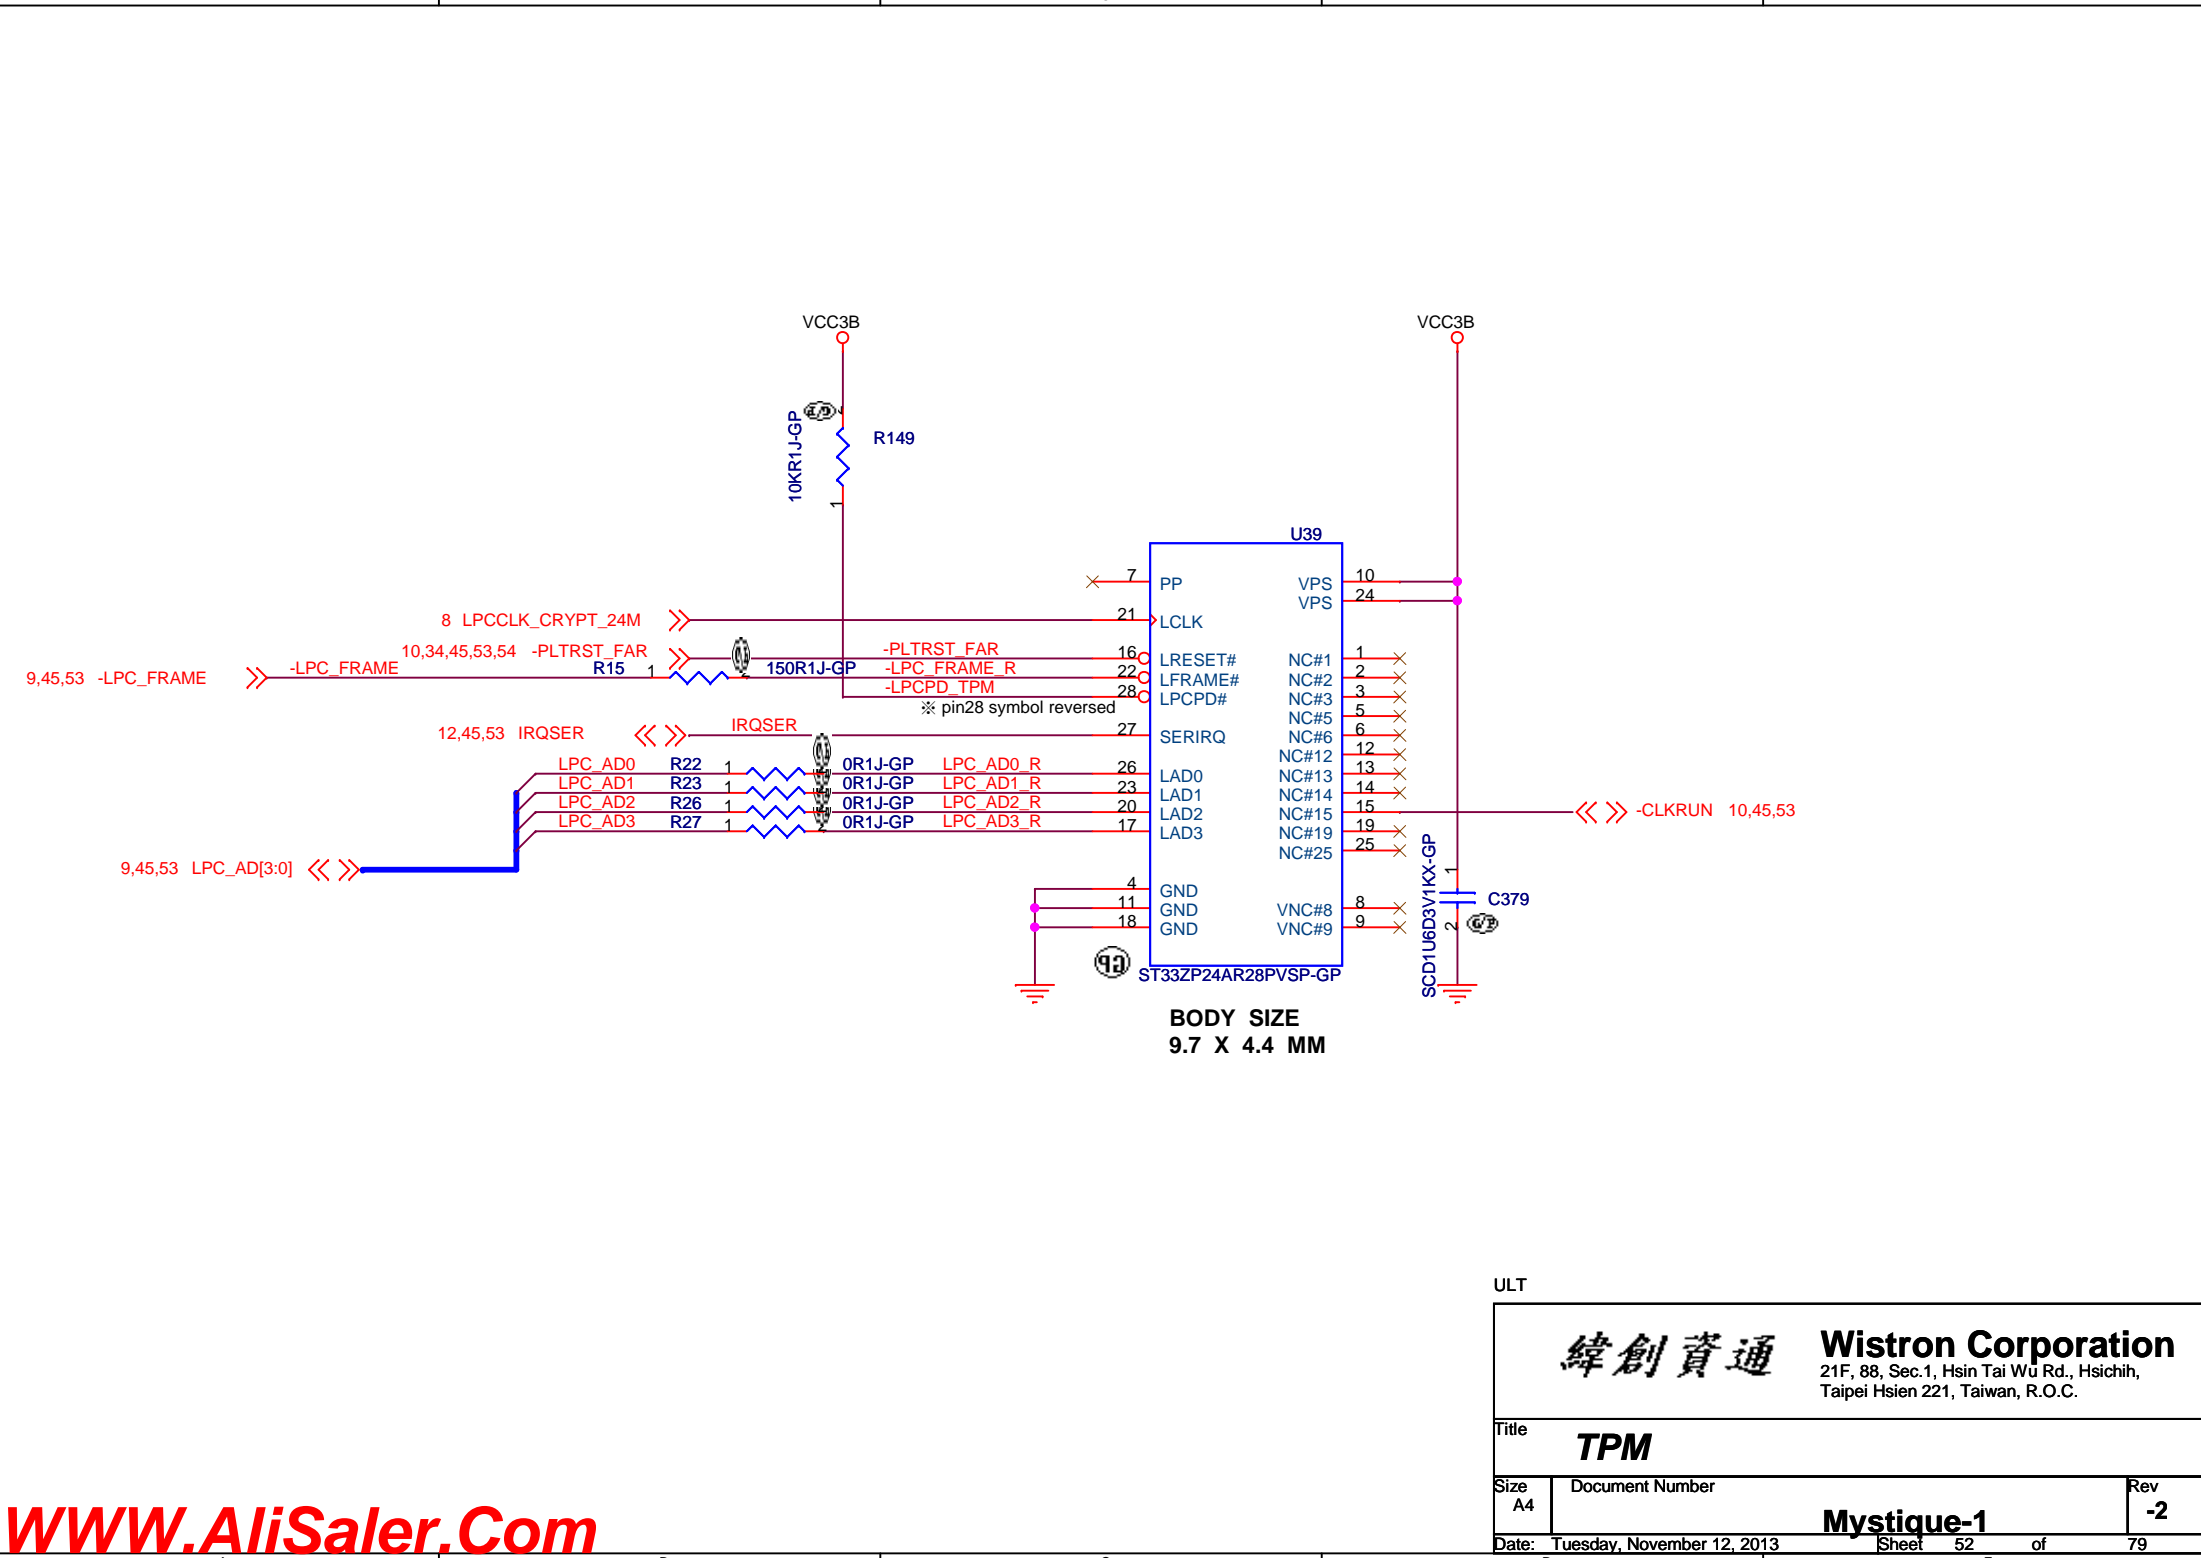 VCC3B
VCC3B
10KR1J-GP
G/P
2
R149
1
U39
7 PP
VPS 10
VPS 24
8 LPCCLK_CRYPT_24M
21 LCLK
10,34,45,53,54 -PLTRST_FAR
-PLTRST_FAR
16 LRESET#
NC#1 1
9,45,53 -LPC_FRAME
-LPC_FRAME
R15 1
2
150R1J-GP
-LPC_FRAME_R
22 LFRAME#
NC#2 2
-LPCPD_TPM
28 LPCPD#
NC#3 3
※ pin28 symbol reversed
NC#5 5
12,45,53 IRQSER
IRQSER
27 SERIRQ
NC#6 6
NC#12 12
LPC_AD0 R22 1
0R1J-GP LPC_AD0_R
26 LAD0
NC#13 13
LPC_AD1 R23 1
0R1J-GP LPC_AD1_R
23 LAD1
NC#14 14
LPC_AD2 R26 1
0R1J-GP LPC_AD2_R
20 LAD2
NC#15 15
-CLKRUN 10,45,53
LPC_AD3 R27 1
2
0R1J-GP LPC_AD3_R
17 LAD3
NC#19 19
NC#25 25
9,45,53 LPC_AD[3:0]
4 GND
11 GND
VNC#8 8
18 GND
VNC#9 9
SCD1U6D3V1KX-GP
1
C379
2
G/P
GP
ST33ZP24AR28PVSP-GP
BODY SIZE
9.7 X 4.4 MM
ULT
緯創資通
Wistron Corporation
21F, 88, Sec.1, Hsin Tai Wu Rd., Hsichih,
Taipei Hsien 221, Taiwan, R.O.C.
Title
TPM
Size
A4
Document Number
Mystique-1
Rev
-2
Date: Tuesday, November 12, 2013
Sheet 52 of 79
WWW.AliSaler.Com